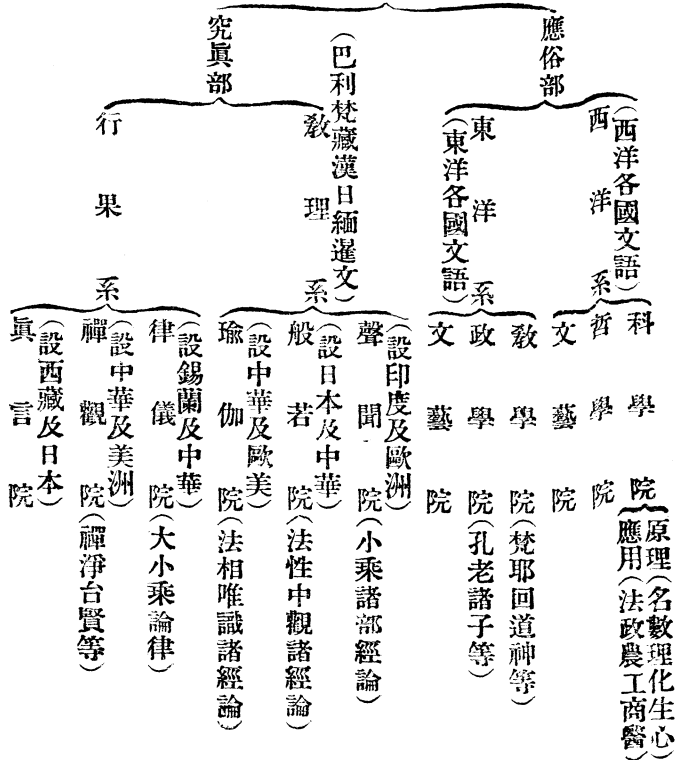 應俗部
西洋系（西洋各國文語）
科學院
原理（名數理化生心）
應用（法政農工商醫）
哲學院
文藝院
東洋系（東洋各國文語）
敎學院（梵耶回道神等）
政學院（孔老諸子等）
文藝院
究眞部
敎理系（巴利梵藏漢日緬暹文）
聲聞院（小乘諸部經論）
（設印度及歐洲）
般若院（法性中觀諸經論）
（設日本及中華）
瑜伽院（法相唯識諸經論）
（設中華及歐美）
行果系
律儀院（大小乘論律）
（設錫蘭及中華）
禪觀院（禪淨台賢等）
（設中華及美洲）
眞言院
（設西藏及日本）